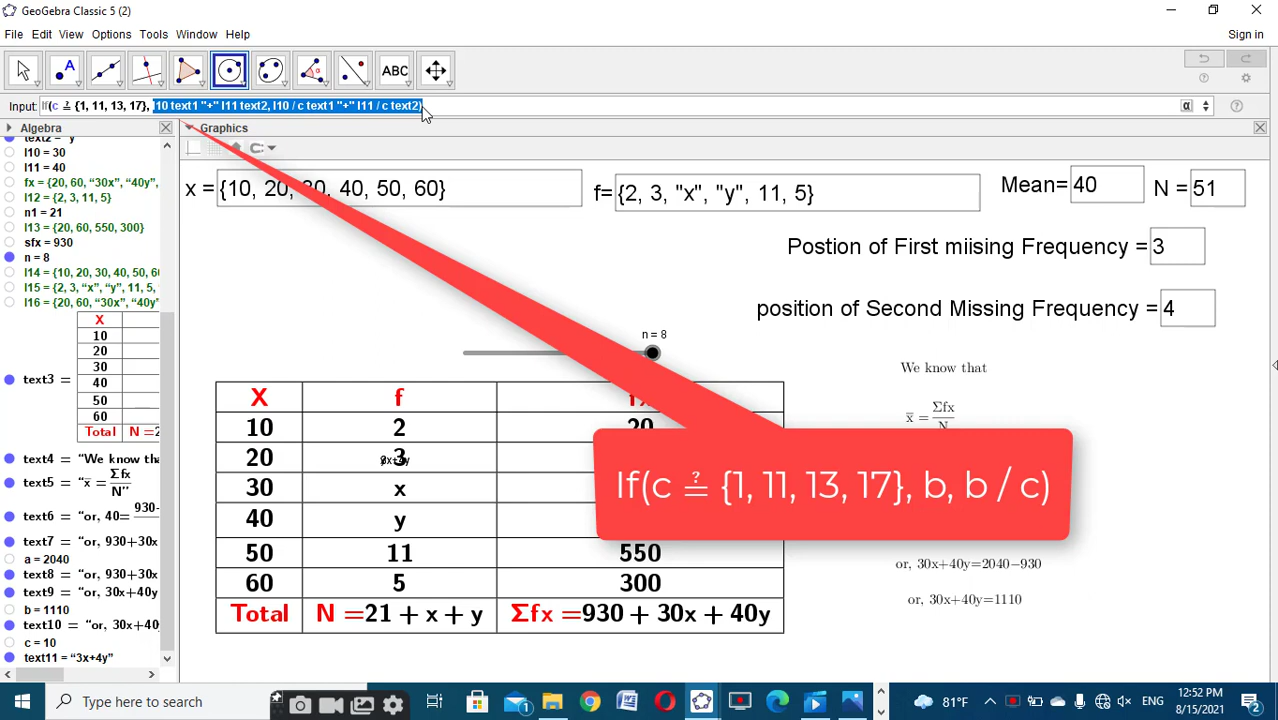 GeoGebra Classic 5 (2)
File Edit View Options Tools Window Help
Sign in
ABC
Input: If(c ≟ {1, 11, 13, 17}, l10 text1 "+" l11 text2, l10 / c text1 "+" l11 / c text2)
α
Algebra
Graphics
text2 = "y"
l10 = 30
l11 = 40
fx = {20, 60, "30x", "40y",
l12 = {2, 3, 11, 5}
n1 = 21
l13 = {20, 60, 550, 300}
sfx = 930
n = 8
l14 = {10, 20, 30, 40, 50, 60
l15 = {2, 3, "x", "y", 11, 5,
l16 = {20, 60, "30x", "40y"
X
10
20
30
text3 = 40
50
60
Total N =2
text4 = "We know tha
text5 = "x̅ = Σfx
N"
text6 = "or, 40= 930+
text7 = "or, 930+30x
a = 2040
text8 = "or, 930+30x
text9 = "or, 30x+40y
b = 1110
text10 = "or, 30x+40
c = 10
text11 = "3x+4y"
x = {10, 20, 30, 40, 50, 60}
f= {2, 3, "x", "y", 11, 5}
Mean= 40
N = 51
Postion of First miising Frequency = 3
position of Second Missing Frequency = 4
n = 8
X f fx
10 2 20
20 3
30 x
40 y
50 11 550
60 5 300
Total N =21 + x + y Σfx =930 + 30x + 40y
We know that
x̅ = Σfx
N
If(c ≟ {1, 11, 13, 17}, b, b / c)
or, 30x+40y=2040−930
or, 30x+40y=1110
Type here to search
81°F
ENG
12:52 PM
8/15/2021
2